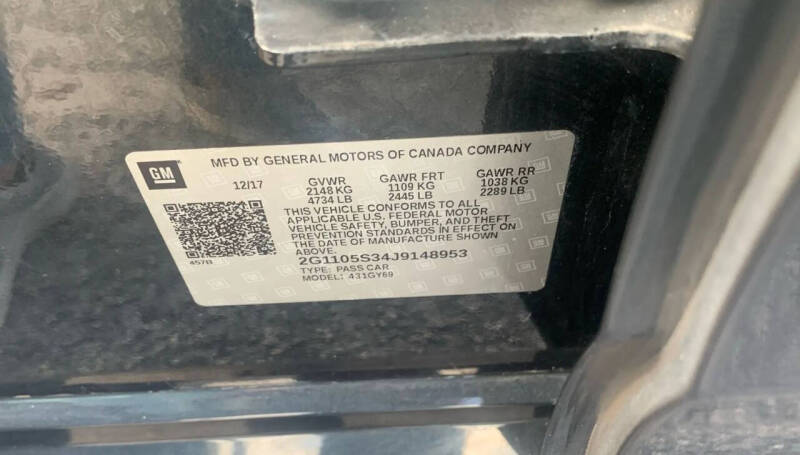 GM
MFD BY GENERAL MOTORS OF CANADA COMPANY
12/17 GVWR GAWR FRT GAWR RR
2148 KG 1109 KG 1038 KG
4734 LB 2445 LB 2289 LB
THIS VEHICLE CONFORMS TO ALL
APPLICABLE U.S. FEDERAL MOTOR
VEHICLE SAFETY, BUMPER, AND THEFT
PREVENTION STANDARDS IN EFFECT ON
THE DATE OF MANUFACTURE SHOWN
ABOVE.
2G1105S34J9148953
TYPE: PASS CAR
MODEL: 431GY69